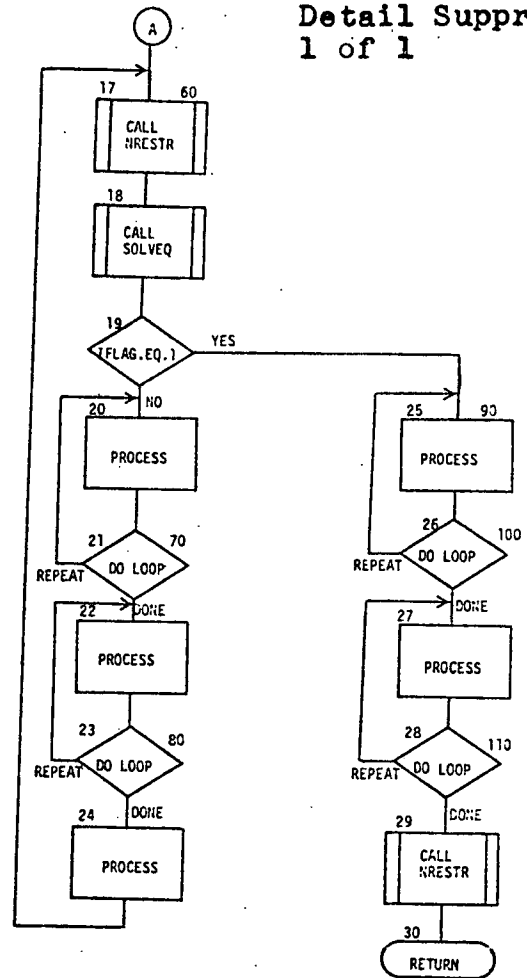 Detail Suppr
1 of 1
A
17 60
CALL
NRESTR
18
CALL
SOLVEQ
19
IFLAG.EQ.1
YES
NO
20
PROCESS
21 70
DO LOOP
REPEAT
DONE
22
PROCESS
23 80
DO LOOP
REPEAT
DONE
24
PROCESS
25 90
PROCESS
26 100
DO LOOP
REPEAT
DONE
27
PROCESS
28 110
DO LOOP
REPEAT
DONE
29
CALL
NRESTR
30
RETURN